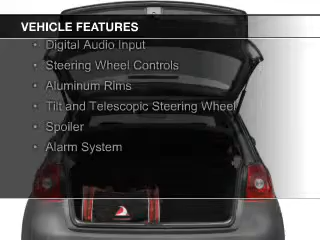 VEHICLE FEATURES
• Digital Audio Input
• Steering Wheel Controls
• Aluminum Rims
• Tilt and Telescopic Steering Wheel
• Spoiler
• Alarm System